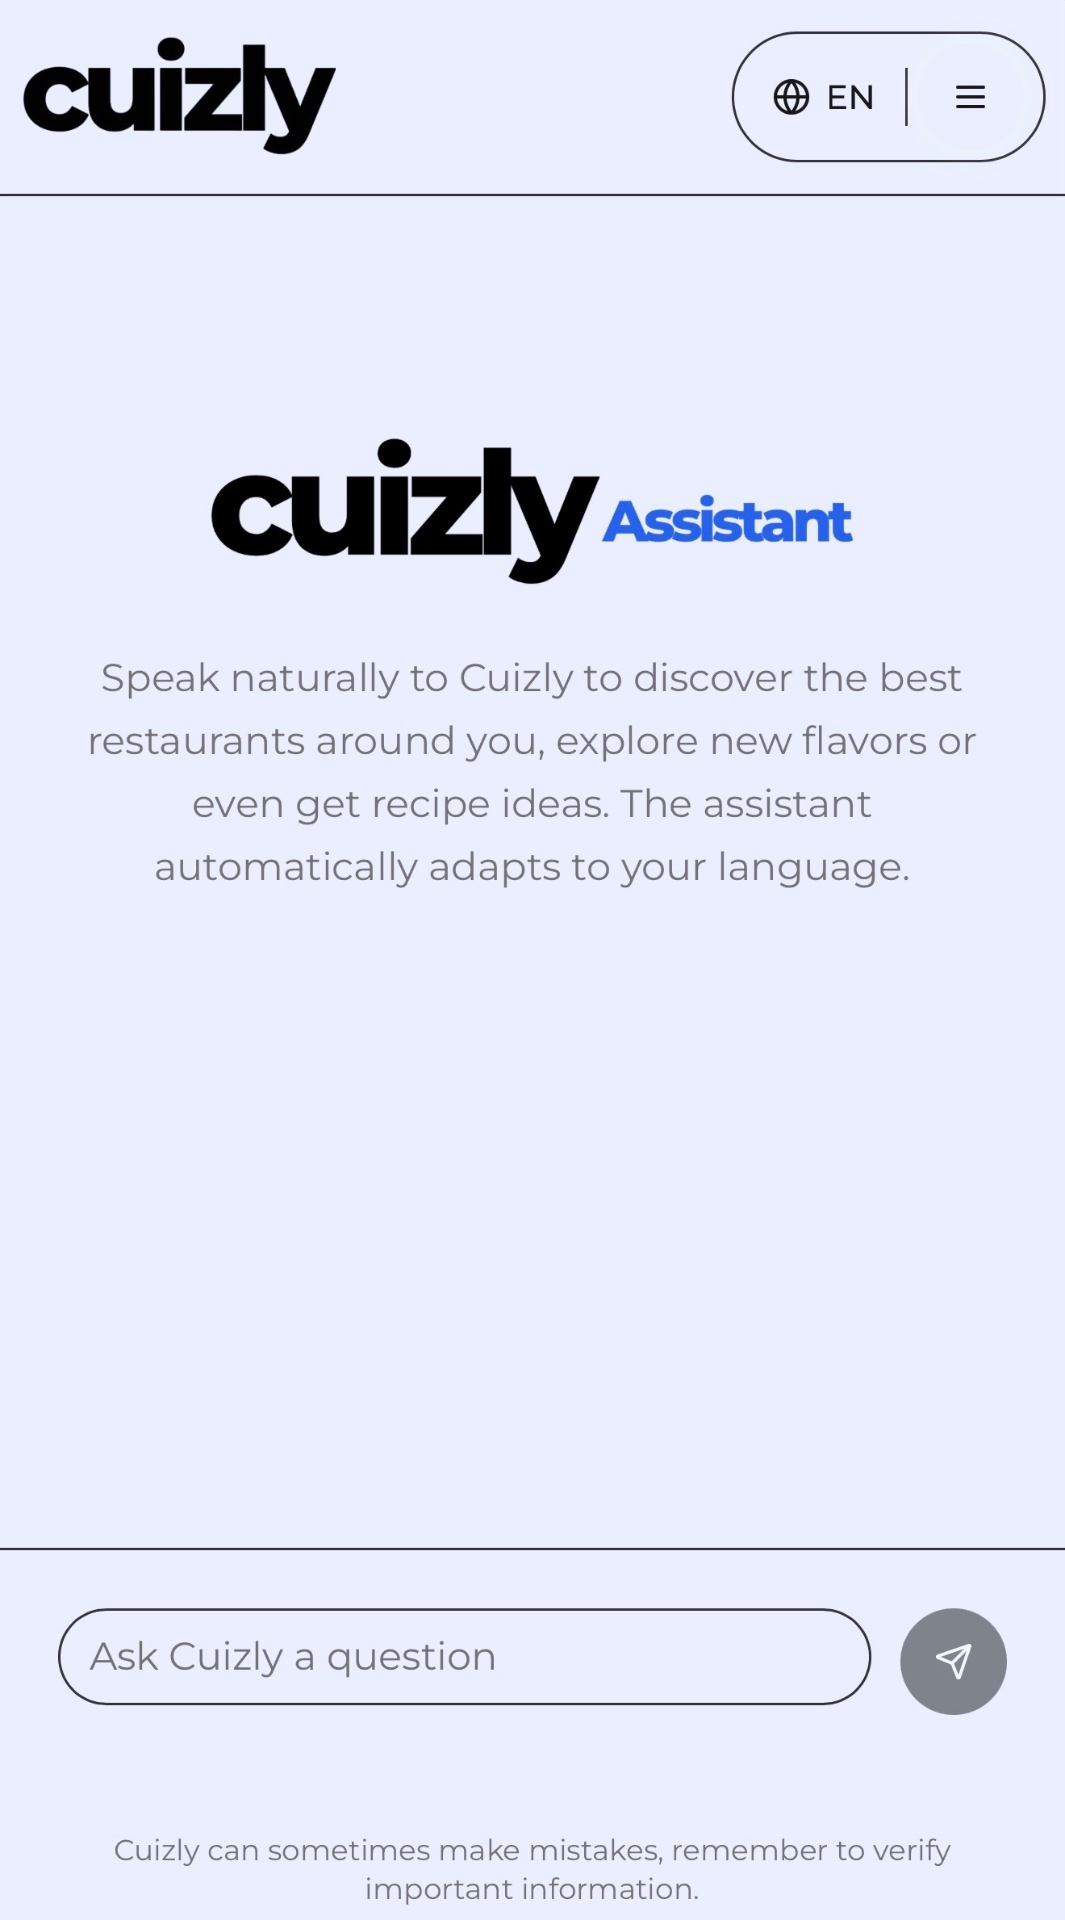 cuizly
EN
cuizly Assistant
Speak naturally to Cuizly to discover the best
restaurants around you, explore new flavors or
even get recipe ideas. The assistant
automatically adapts to your language.
Ask Cuizly a question
Cuizly can sometimes make mistakes, remember to verify
important information.